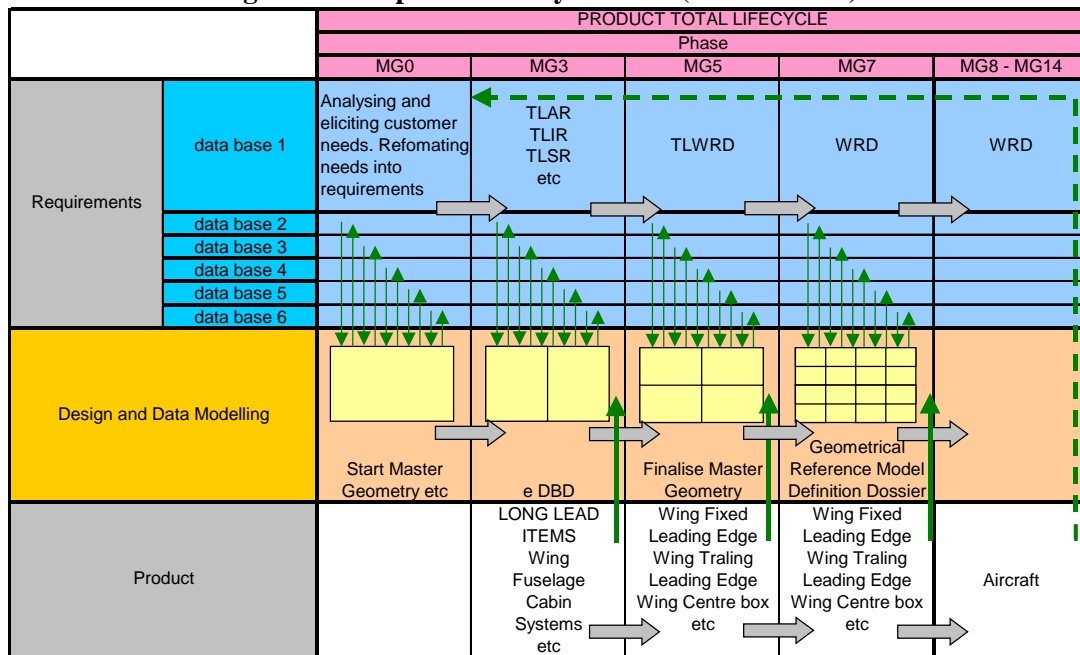 PRODUCT TOTAL LIFECYCLE
Phase
MG0 MG3 MG5 MG7 MG8 - MG14
Requirements
data base 1
Analysing and
eliciting customer
needs. Refomating
needs into
requirements
TLAR
TLIR
TLSR
etc
TLWRD
WRD
WRD
data base 2
data base 3
data base 4
data base 5
data base 6
Design and Data Modelling
Start Master
Geometry etc
e DBD
Finalise Master
Geometry
Geometrical
Reference Model
Definition Dossier
Product
LONG LEAD
ITEMS
Wing
Fuselage
Cabin
Systems
etc
Wing Fixed
Leading Edge
Wing Traling
Leading Edge
Wing Centre box
etc
Wing Fixed
Leading Edge
Wing Traling
Leading Edge
Wing Centre box
etc
Aircraft